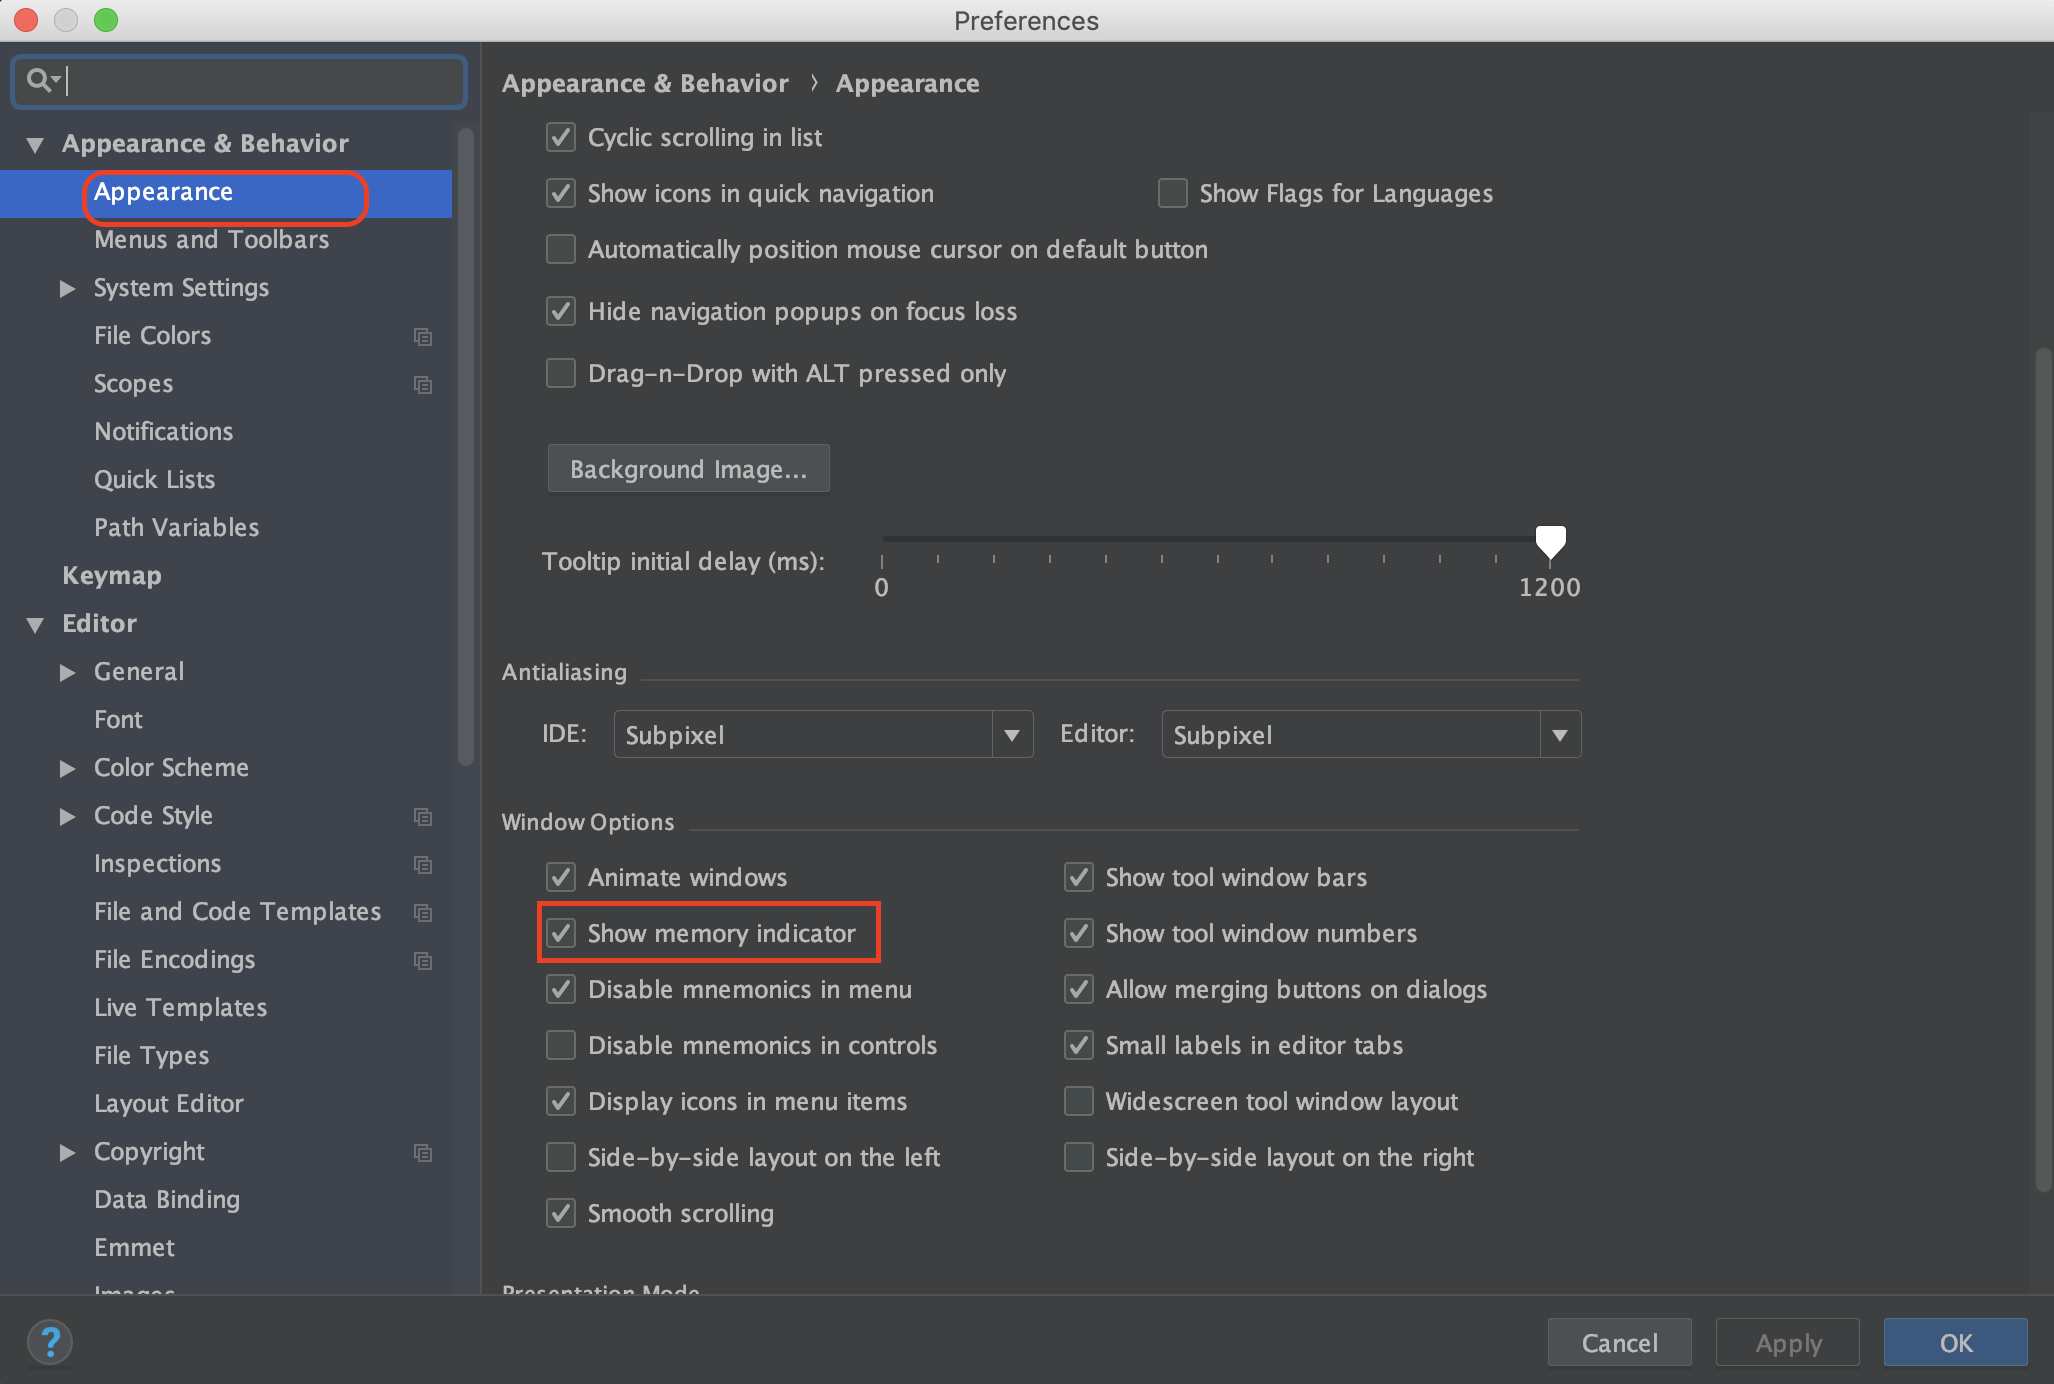 Preferences
Appearance & Behavior
Appearance
Menus and Toolbars
System Settings
File Colors
Scopes
Notifications
Quick Lists
Path Variables
Keymap
Editor
General
Font
Color Scheme
Code Style
Inspections
File and Code Templates
File Encodings
Live Templates
File Types
Layout Editor
Copyright
Data Binding
Emmet
Images
Appearance & Behavior › Appearance
Cyclic scrolling in list
Show icons in quick navigation
Show Flags for Languages
Automatically position mouse cursor on default button
Hide navigation popups on focus loss
Drag-n-Drop with ALT pressed only
Background Image...
Tooltip initial delay (ms):
0
1200
Antialiasing
IDE: Subpixel
Editor: Subpixel
Window Options
Animate windows
Show tool window bars
Show memory indicator
Show tool window numbers
Disable mnemonics in menu
Allow merging buttons on dialogs
Disable mnemonics in controls
Small labels in editor tabs
Display icons in menu items
Widescreen tool window layout
Side-by-side layout on the left
Side-by-side layout on the right
Smooth scrolling
Presentation Mode
?
Cancel
Apply
OK